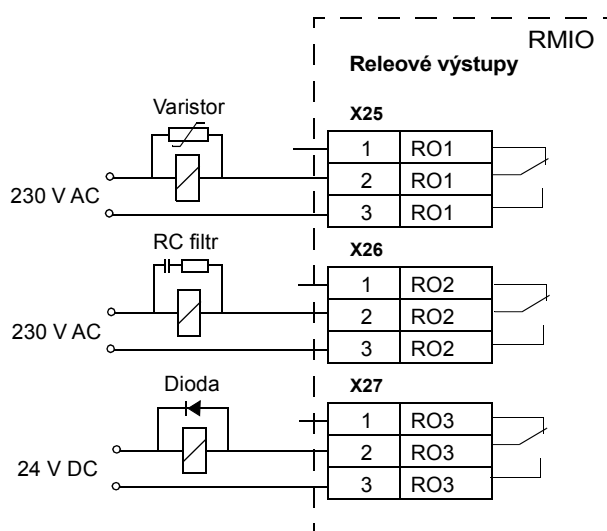 RMIO
Releové výstupy
Varistor
X25
1 RO1
2 RO1
3 RO1
230 V AC
RC filtr
X26
1 RO2
2 RO2
3 RO2
230 V AC
Dioda
X27
1 RO3
2 RO3
3 RO3
24 V DC